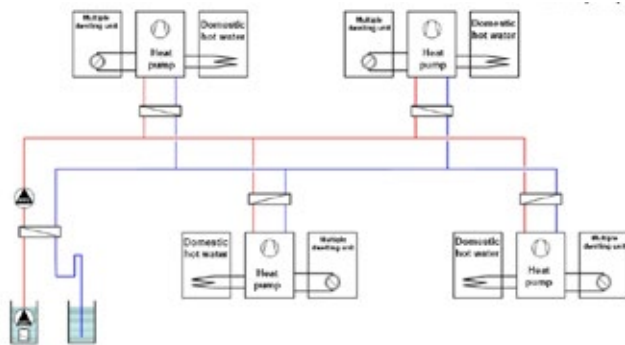 Multiple
dwelling unit
Heat
pump
Domestic
hot water
Multiple
dwelling unit
Heat
pump
Domestic
hot water
Domestic
hot water
Heat
pump
Multiple
dwelling unit
Domestic
hot water
Heat
pump
Multiple
dwelling unit